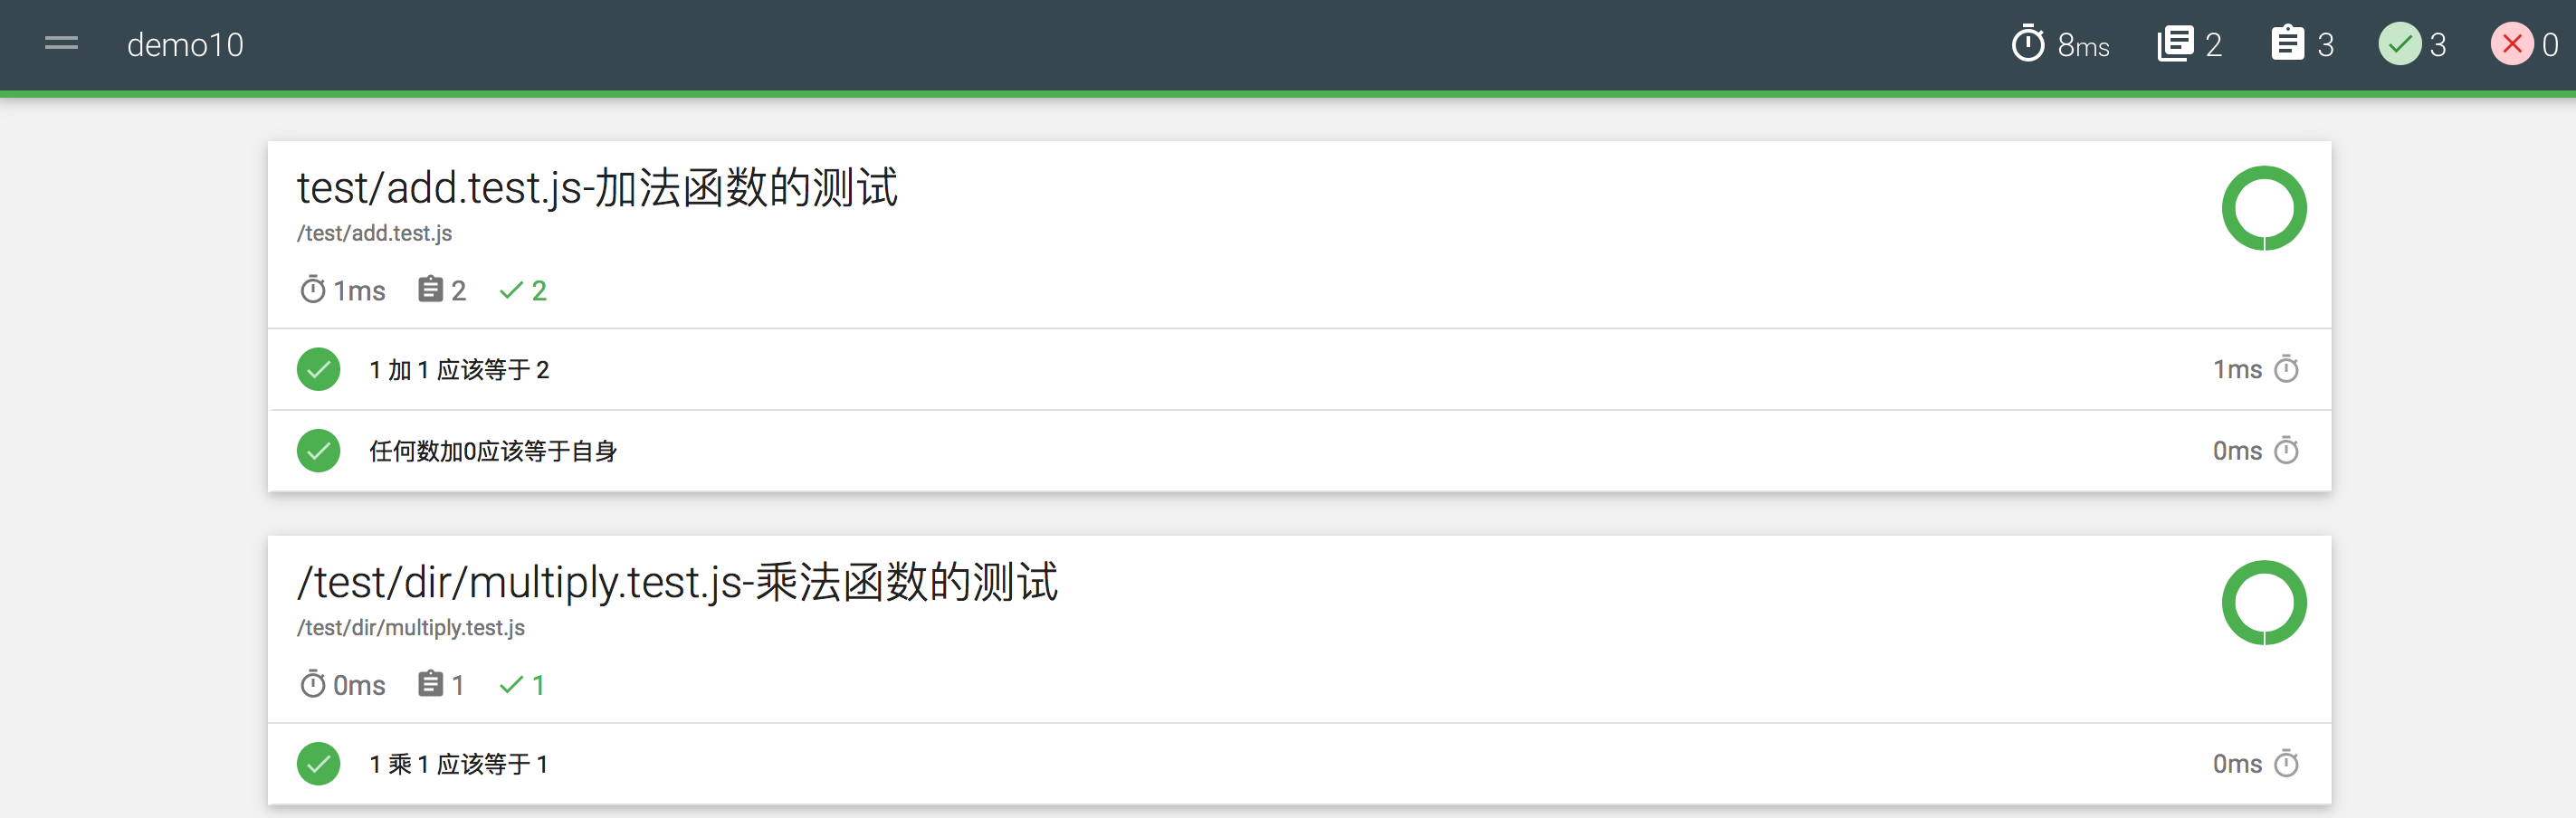 demo10
8ms 2 3 3 0
test/add.test.js-加法函数的测试
/test/add.test.js
1ms 2 2
1 加 1 应该等于 2 1ms
任何数加0应该等于自身 0ms
/test/dir/multiply.test.js-乘法函数的测试
/test/dir/multiply.test.js
0ms 1 1
1 乘 1 应该等于 1 0ms